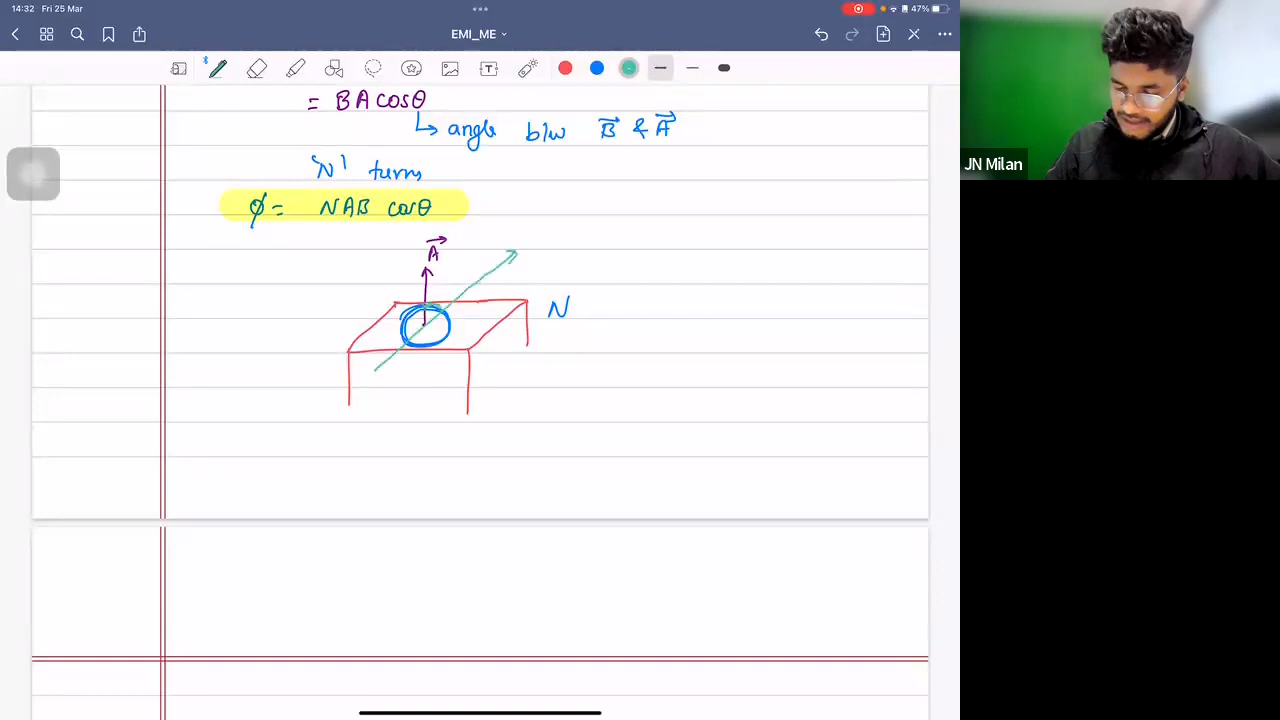 14:32 Fri 25 Mar
47%
EMI_ME
= BA cosθ
↳ angle b/w B⃗ & A⃗
'N' turns
φ = NAB cosθ
A⃗
N
JN Milan